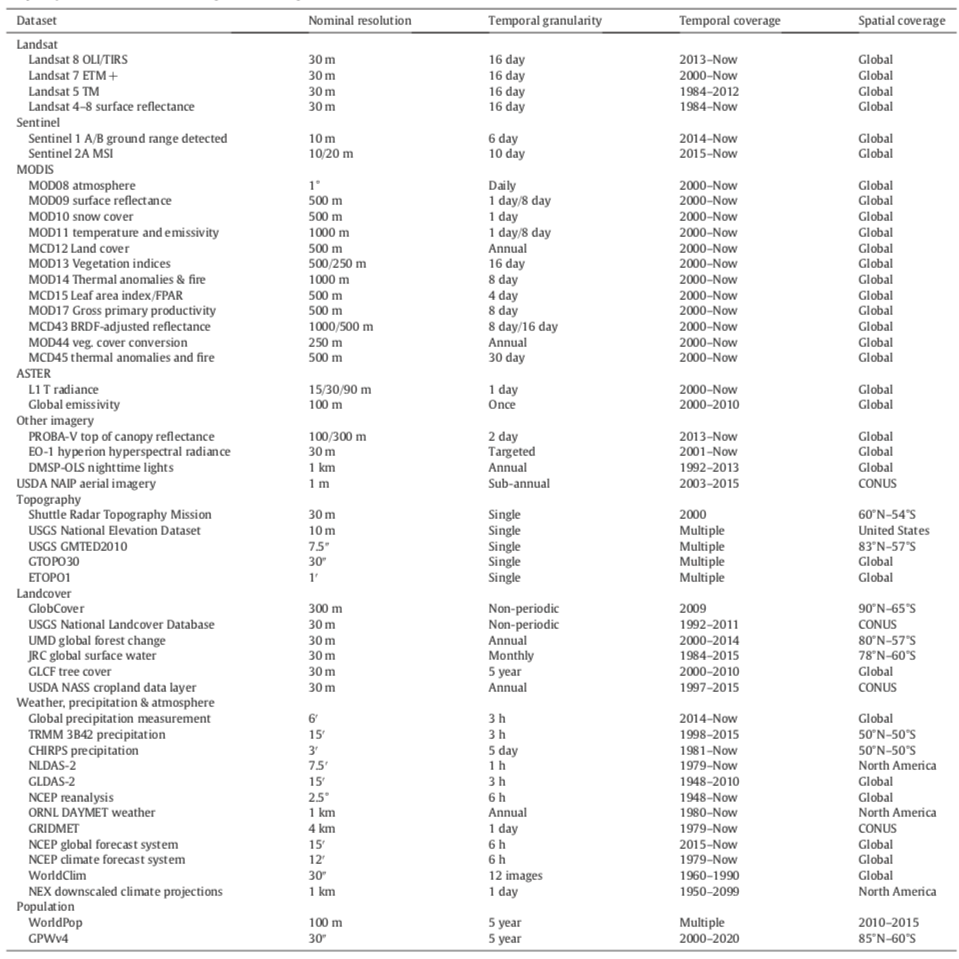 Dataset Nominal resolution Temporal granularity Temporal coverage Spatial coverage
Landsat
Landsat 8 OLI/TIRS 30 m 16 day 2013–Now Global
Landsat 7 ETM + 30 m 16 day 2000–Now Global
Landsat 5 TM 30 m 16 day 1984–2012 Global
Landsat 4–8 surface reflectance 30 m 16 day 1984–Now Global
Sentinel
Sentinel 1 A/B ground range detected 10 m 6 day 2014–Now Global
Sentinel 2A MSI 10/20 m 10 day 2015–Now Global
MODIS
MOD08 atmosphere 1° Daily 2000–Now Global
MOD09 surface reflectance 500 m 1 day/8 day 2000–Now Global
MOD10 snow cover 500 m 1 day 2000–Now Global
MOD11 temperature and emissivity 1000 m 1 day/8 day 2000–Now Global
MCD12 Land cover 500 m Annual 2000–Now Global
MOD13 Vegetation indices 500/250 m 16 day 2000–Now Global
MOD14 Thermal anomalies & fire 1000 m 8 day 2000–Now Global
MCD15 Leaf area index/FPAR 500 m 4 day 2000–Now Global
MOD17 Gross primary productivity 500 m 8 day 2000–Now Global
MCD43 BRDF-adjusted reflectance 1000/500 m 8 day/16 day 2000–Now Global
MOD44 veg. cover conversion 250 m Annual 2000–Now Global
MCD45 thermal anomalies and fire 500 m 30 day 2000–Now Global
ASTER
L1 T radiance 15/30/90 m 1 day 2000–Now Global
Global emissivity 100 m Once 2000–2010 Global
Other imagery
PROBA-V top of canopy reflectance 100/300 m 2 day 2013–Now Global
EO-1 hyperion hyperspectral radiance 30 m Targeted 2001–Now Global
DMSP-OLS nighttime lights 1 km Annual 1992–2013 Global
USDA NAIP aerial imagery 1 m Sub-annual 2003–2015 CONUS
Topography
Shuttle Radar Topography Mission 30 m Single 2000 60°N–54°S
USGS National Elevation Dataset 10 m Single Multiple United States
USGS GMTED2010 7.5″ Single Multiple 83°N–57°S
GTOPO30 30″ Single Multiple Global
ETOPO1 1′ Single Multiple Global
Landcover
GlobCover 300 m Non-periodic 2009 90°N–65°S
USGS National Landcover Database 30 m Non-periodic 1992–2011 CONUS
UMD global forest change 30 m Annual 2000–2014 80°N–57°S
JRC global surface water 30 m Monthly 1984–2015 78°N–60°S
GLCF tree cover 30 m 5 year 2000–2010 Global
USDA NASS cropland data layer 30 m Annual 1997–2015 CONUS
Weather, precipitation & atmosphere
Global precipitation measurement 6′ 3 h 2014–Now Global
TRMM 3B42 precipitation 15′ 3 h 1998–2015 50°N–50°S
CHIRPS precipitation 3′ 5 day 1981–Now 50°N–50°S
NLDAS-2 7.5′ 1 h 1979–Now North America
GLDAS-2 15′ 3 h 1948–2010 Global
NCEP reanalysis 2.5° 6 h 1948–Now Global
ORNL DAYMET weather 1 km Annual 1980–Now North America
GRIDMET 4 km 1 day 1979–Now CONUS
NCEP global forecast system 15′ 6 h 2015–Now Global
NCEP climate forecast system 12′ 6 h 1979–Now Global
WorldClim 30″ 12 images 1960–1990 Global
NEX downscaled climate projections 1 km 1 day 1950–2099 North America
Population
WorldPop 100 m 5 year Multiple 2010–2015
GPWv4 30″ 5 year 2000–2020 85°N–60°S